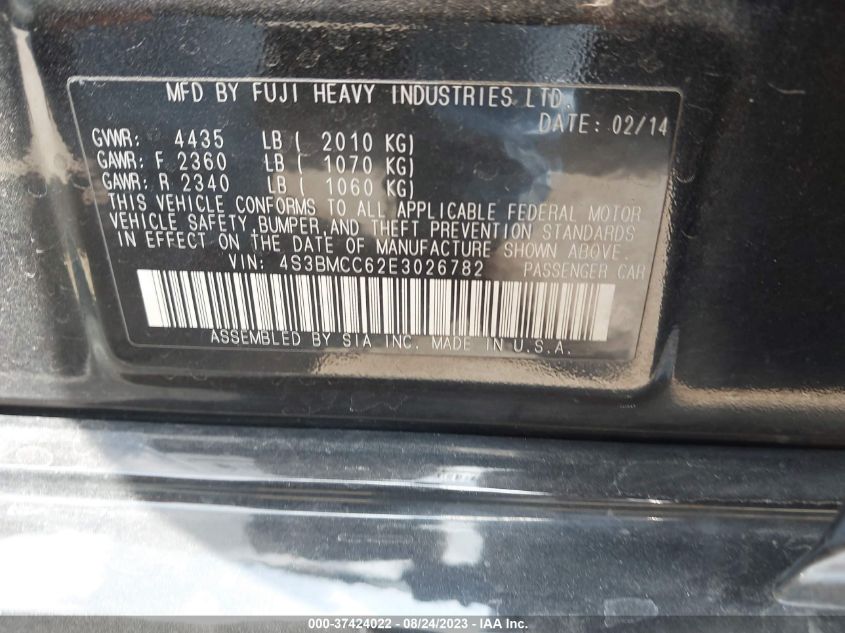 MFD BY FUJI HEAVY INDUSTRIES LTD.
DATE: 02/14
GVWR: 4435 LB ( 2010 KG)
GAWR: F 2360 LB ( 1070 KG)
GAWR: R 2340 LB ( 1060 KG)
THIS VEHICLE CONFORMS TO ALL APPLICABLE FEDERAL MOTOR
VEHICLE SAFETY,BUMPER,AND THEFT PREVENTION STANDARDS
IN EFFECT ON THE DATE OF MANUFACTURE SHOWN ABOVE.
VIN: 4S3BMCC62E3026782 PASSENGER CAR
ASSEMBLED BY SIA INC. MADE IN U.S.A.
000-37424022 - 08/24/2023 - IAA Inc.